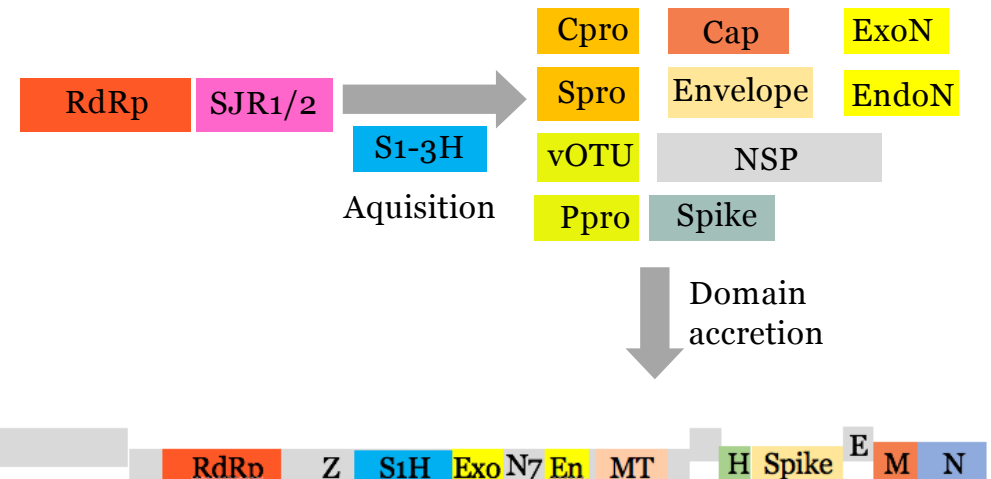 Cpro Cap ExoN
RdRp SJR1/2 Spro Envelope EndoN
S1-3H vOTU NSP
Aquisition Ppro Spike
Domain
accretion
RdRp Z S1H Exo N7 En MT H Spike E M N